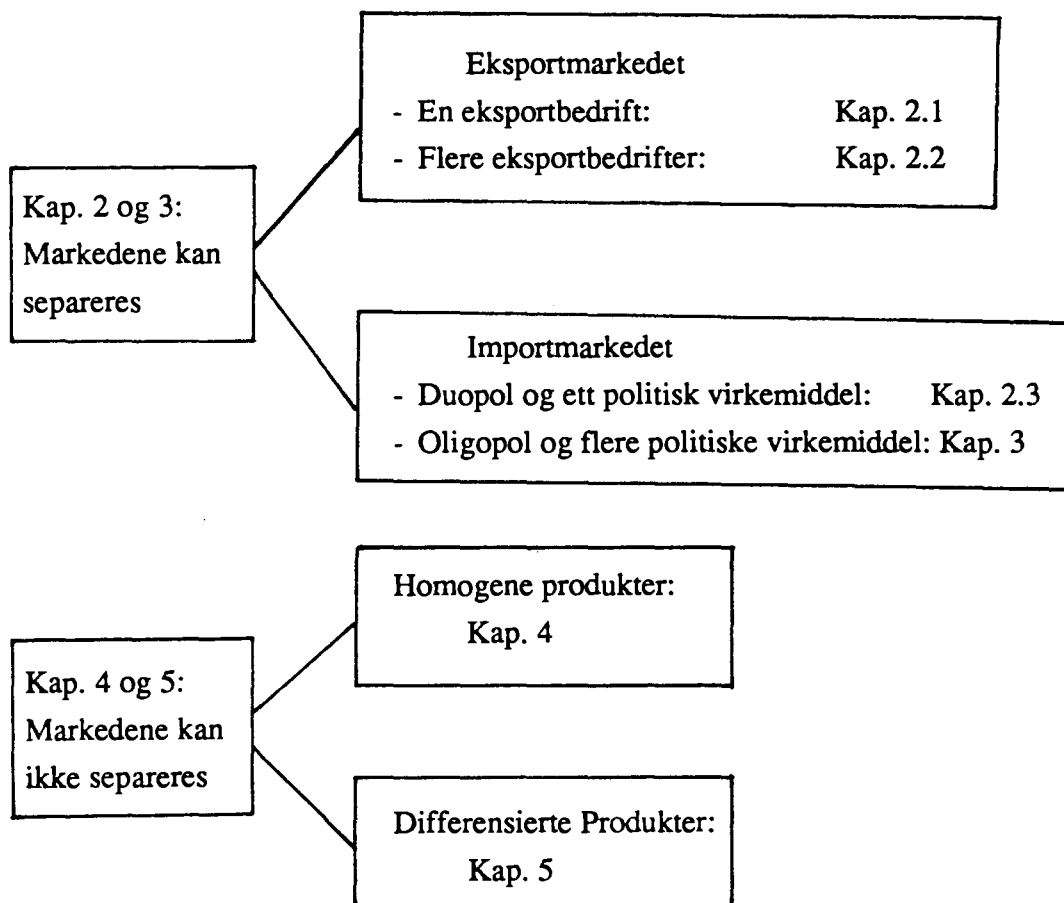 Kap. 2 og 3:
Markedene kan
separeres
Eksportmarkedet
- En eksportbedrift: Kap. 2.1
- Flere eksportbedrifter: Kap. 2.2
Importmarkedet
- Duopol og ett politisk virkemiddel: Kap. 2.3
- Oligopol og flere politiske virkemiddel: Kap. 3
Kap. 4 og 5:
Markedene kan
ikke separeres
Homogene produkter:
Kap. 4
Differensierte Produkter:
Kap. 5